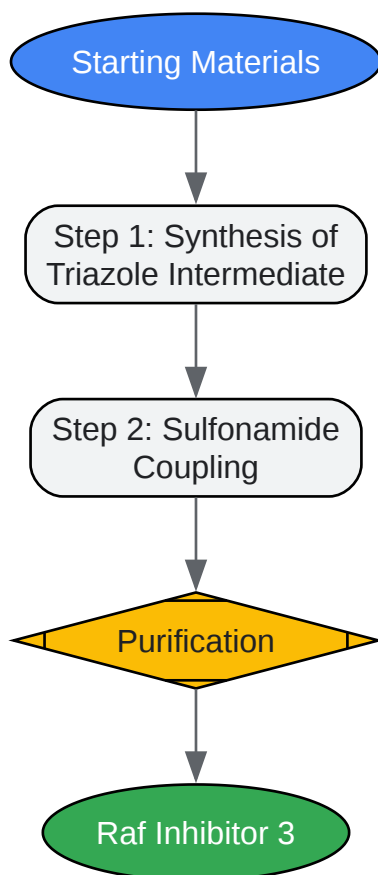 Starting Materials
Step 1: Synthesis of
Triazole Intermediate
Step 2: Sulfonamide
Coupling
Purification
Raf Inhibitor 3